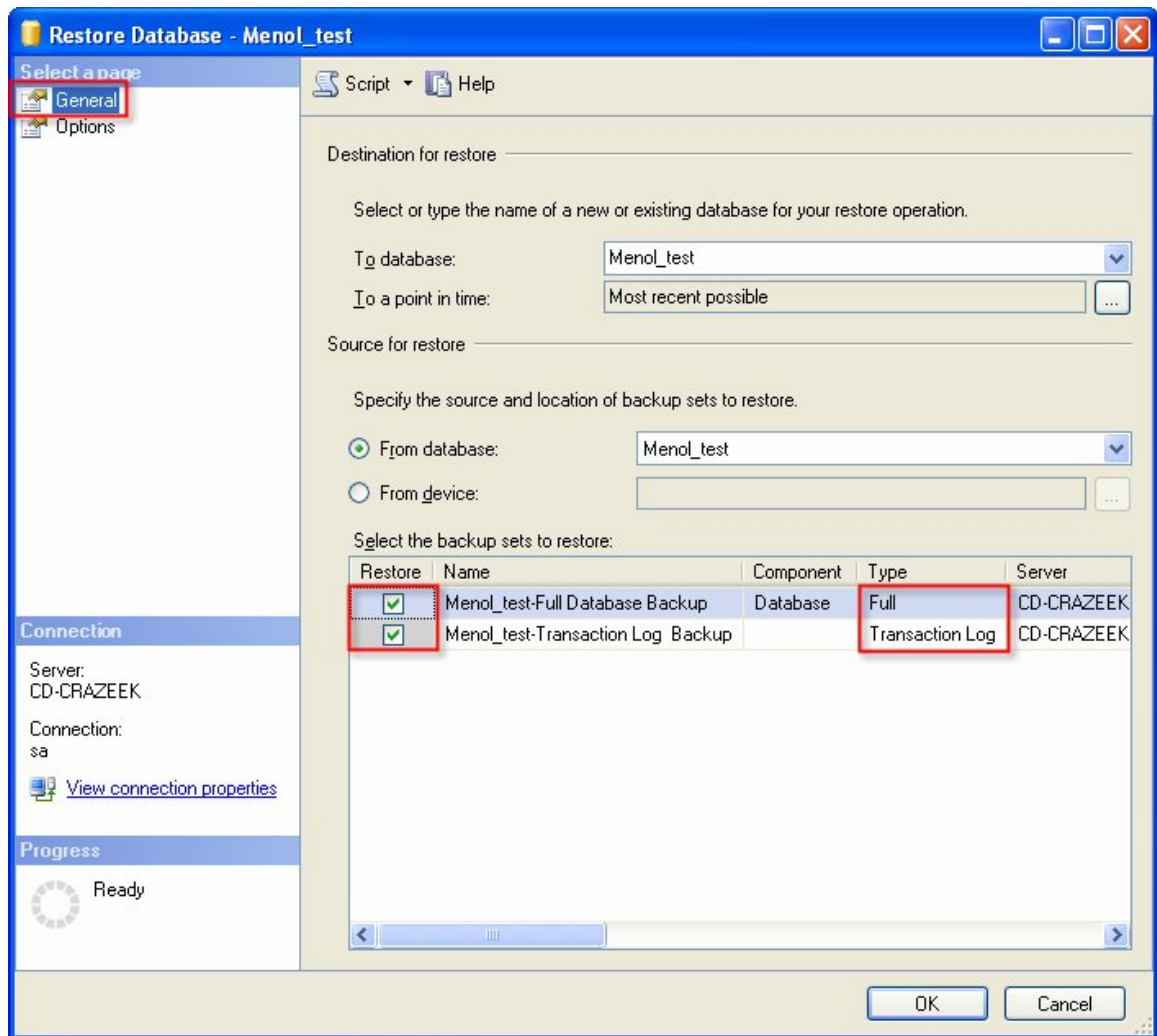 Restore Database - Menol_test
Select a page
General
Options
Script Help
Destination for restore
Select or type the name of a new or existing database for your restore operation.
To database: Menol_test
To a point in time: Most recent possible ...
Source for restore
Specify the source and location of backup sets to restore.
From database: Menol_test
From device: ...
Select the backup sets to restore:
Restore Name Component Type Server
Menol_test-Full Database Backup Database Full CD-CRAZEEK
Menol_test-Transaction Log Backup Transaction Log CD-CRAZEEK
Connection
Server:
CD-CRAZEEK
Connection:
sa
View connection properties
Progress
Ready
OK Cancel